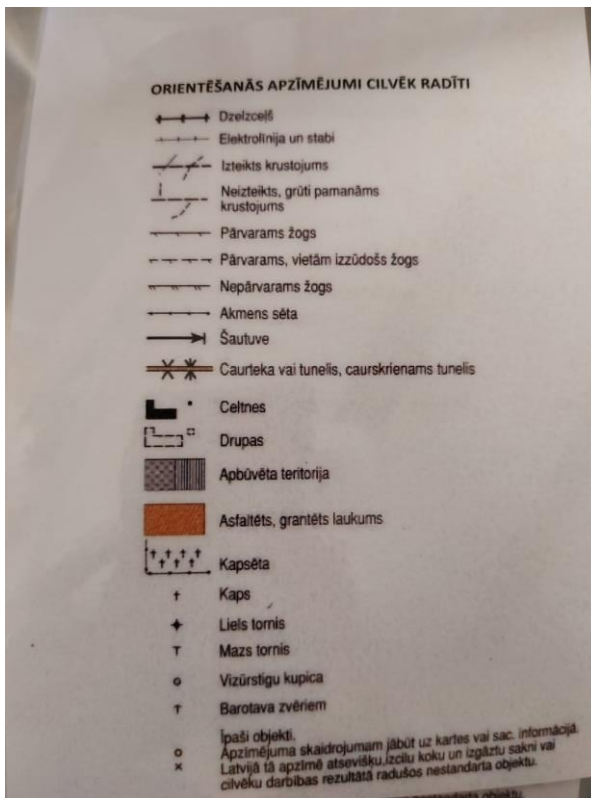 ORIENTĒŠANĀS APZĪMĒJUMI CILVĒK RADĪTI
Dzelzceļš
Elektrolīnija un stabi
Izteikts krustojums
Neizteikts, grūti pamanāms
krustojums
Pārvarams žogs
Pārvarams, vietām izzūdošs žogs
Nepārvarams žogs
Akmens sēta
Šautuve
Caurteka vai tunelis, caurskrienams tunelis
Celtnes
Drupas
Apbūvēta teritorija
Asfaltēts, grantēts laukums
Kapsēta
Kaps
Liels tornis
Mazs tornis
Vizūrstigu kupica
Barotava zvēriem
Īpaši objekti.
Apzīmējuma skaidrojumam jābūt uz kartes vai sac. informācijā.
Latvijā tā apzīmē atsevišķu,izcilu koku un izgāztu sakni vai
cilvēku darbības rezultātā radušos nestandarta objektu.
nestandarta objektu.